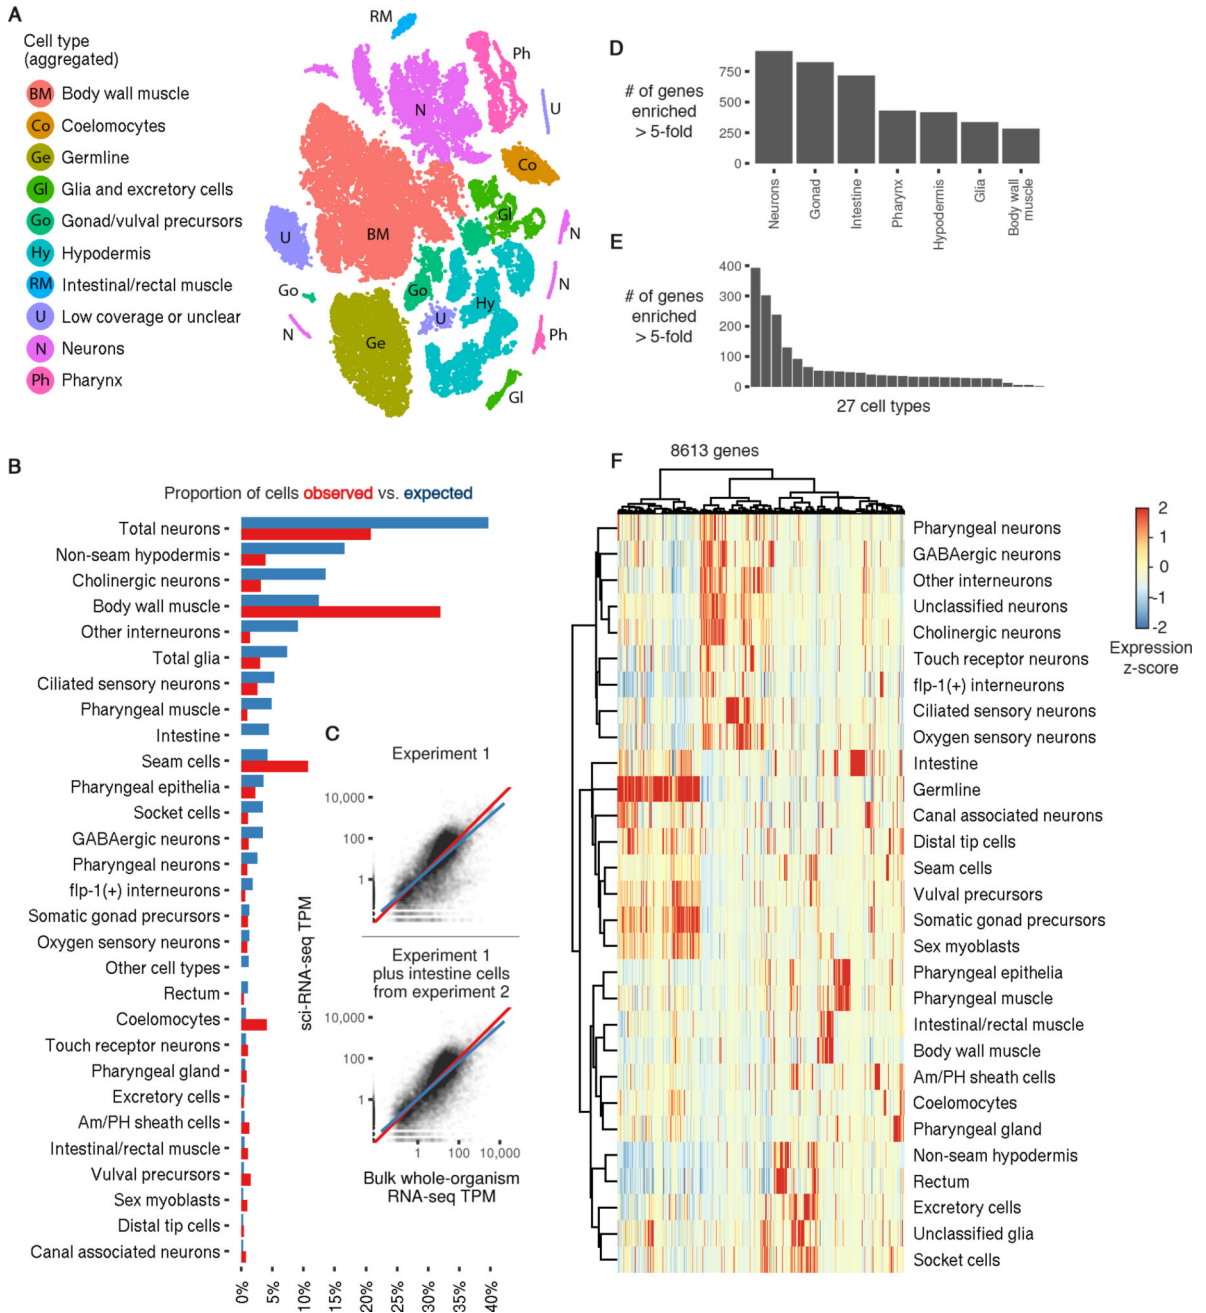 A
Cell type
(aggregated)
BM Body wall muscle
Co Coelomocytes
Ge Germline
Gl Glia and excretory cells
Go Gonad/vulval precursors
Hy Hypodermis
RM Intestinal/rectal muscle
U Low coverage or unclear
N Neurons
Ph Pharynx
RM
Ph
N
U
Co
Gl
U
BM
N
Go
Go
Hy
N
U
N
Ge
Ph
Gl
D
# of genes
enriched
> 5-fold
750
500
250
0
Neurons
Gonad
Intestine
Pharynx
Hypodermis
Glia
Body wall
muscle
E
# of genes
enriched
> 5-fold
400
300
200
100
0
27 cell types
B
Proportion of cells observed vs. expected
Total neurons
Non-seam hypodermis
Cholinergic neurons
Body wall muscle
Other interneurons
Total glia
Ciliated sensory neurons
Pharyngeal muscle
Intestine
Seam cells
Pharyngeal epithelia
Socket cells
GABAergic neurons
Pharyngeal neurons
flp-1(+) interneurons
Somatic gonad precursors
Oxygen sensory neurons
Other cell types
Rectum
Coelomocytes
Touch receptor neurons
Pharyngeal gland
Excretory cells
Am/PH sheath cells
Intestinal/rectal muscle
Vulval precursors
Sex myoblasts
Distal tip cells
Canal associated neurons
0%
5%
10%
15%
20%
25%
30%
35%
40%
C
Experiment 1
10,000
100
1
sci-RNA-seq TPM
Experiment 1
plus intestine cells
from experiment 2
10,000
100
1
1 100 10,000
Bulk whole-organism
RNA-seq TPM
F
8613 genes
Pharyngeal neurons
GABAergic neurons
Other interneurons
Unclassified neurons
Cholinergic neurons
Touch receptor neurons
flp-1(+) interneurons
Ciliated sensory neurons
Oxygen sensory neurons
Intestine
Germline
Canal associated neurons
Distal tip cells
Seam cells
Vulval precursors
Somatic gonad precursors
Sex myoblasts
Pharyngeal epithelia
Pharyngeal muscle
Intestinal/rectal muscle
Body wall muscle
Am/PH sheath cells
Coelomocytes
Pharyngeal gland
Non-seam hypodermis
Rectum
Excretory cells
Unclassified glia
Socket cells
2
1
0
-1
-2
Expression
z-score